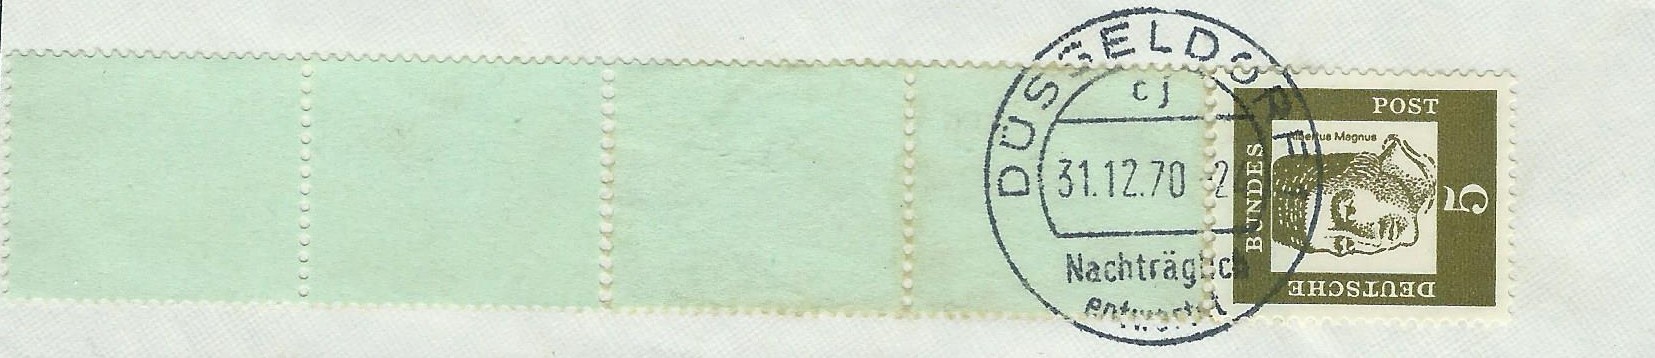 DÜSSELDORF
cj
31.12.70
Nachträglich
entwertet
POST
Albertus Magnus
BUNDES
5
DEUTSCHE